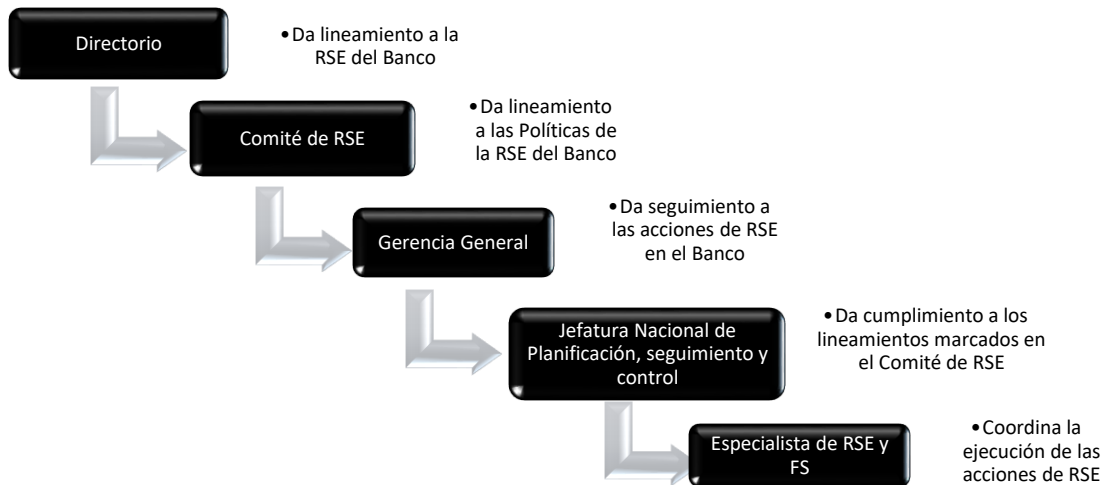 Directorio
•Da lineamiento a la
RSE del Banco
Comité de RSE
•Da lineamiento
a las Políticas de
la RSE del Banco
Gerencia General
•Da seguimiento a
las acciones de RSE
en el Banco
Jefatura Nacional de
Planificación, seguimiento y
control
•Da cumplimiento a los
lineamientos marcados en
el Comité de RSE
Especialista de RSE y
FS
•Coordina la
ejecución de las
acciones de RSE